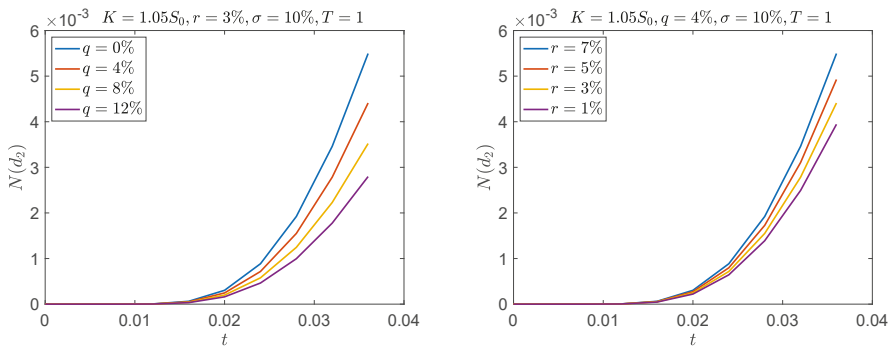 ×10⁻³
K = 1.05S₀, r = 3%, σ = 10%, T = 1
6
5
4
3
2
1
0
N(d₂)
q = 0%
q = 4%
q = 8%
q = 12%
0
0.01
0.02
0.03
0.04
t
×10⁻³
K = 1.05S₀, q = 4%, σ = 10%, T = 1
6
5
4
3
2
1
0
N(d₂)
r = 7%
r = 5%
r = 3%
r = 1%
0
0.01
0.02
0.03
0.04
t